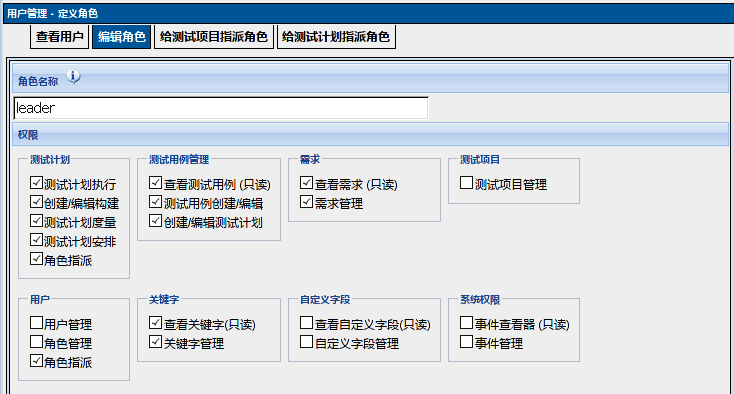 用户管理 - 定义角色
查看用户 编辑角色 给测试项目指派角色 给测试计划指派角色
角色名称
leader
权限
测试计划
测试计划执行
创建/编辑构建
测试计划度量
测试计划安排
角色指派
测试用例管理
查看测试用例 (只读)
测试用例创建/编辑
创建/编辑测试计划
需求
查看需求 (只读)
需求管理
测试项目
测试项目管理
用户
用户管理
角色管理
角色指派
关键字
查看关键字(只读)
关键字管理
自定义字段
查看自定义字段(只读)
自定义字段管理
系统权限
事件查看器 (只读)
事件管理